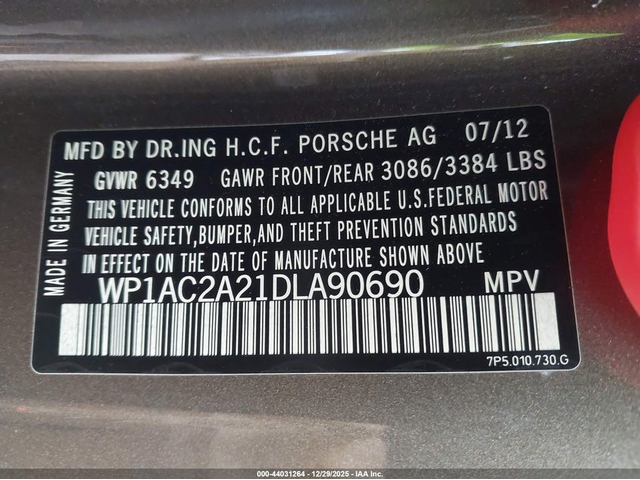 MFD BY DR.ING H.C.F. PORSCHE AG 07/12
GVWR 6349 GAWR FRONT/REAR 3086/3384 LBS
THIS VEHICLE CONFORMS TO ALL APPLICABLE U.S.FEDERAL MOTOR
VEHICLE SAFETY,BUMPER,AND THEFT PREVENTION STANDARDS
IN EFFECT ON THE DATE OF MANUFACTURE SHOWN ABOVE
WP1AC2A21DLA90690 MPV
7P5.010.730.G
MADE IN GERMANY
000-44031264 - 12/29/2025 - IAA Inc.